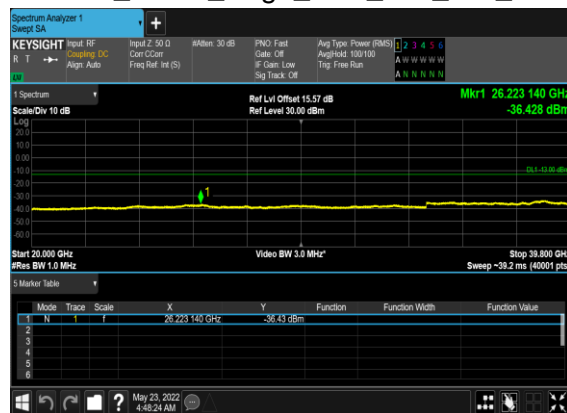 Spectrum Analyzer 1
Swept SA
KEYSIGHT
R T
LW
Input: RF
Coupling: DC
Align: Auto
Input Z: 50 Ω
Corr CCorr
Freq Ref: Int (S)
#Atten: 30 dB
PNO: Fast
Gate: Off
IF Gain: Low
Sig Track: Off
Avg Type: Power (RMS)
Avg|Hold: 100/100
Trig: Free Run
1 2 3 4 5 6
A W W W W W
A N N N N N
1 Spectrum
Scale/Div 10 dB
Ref Lvl Offset 15.57 dB
Ref Level 30.00 dBm
Mkr1 26.223 140 GHz
-36.428 dBm
Log
20.0
10.0
0.00
-10.0
-20.0
-30.0
-40.0
-50.0
-60.0
DL1 -13.00 dBm
1
Start 20.000 GHz
#Res BW 1.0 MHz
Video BW 3.0 MHz*
Stop 39.800 GHz
Sweep ~39.2 ms (40001 pts)
5 Marker Table
Mode Trace Scale X Y Function Function Width Function Value
1 N 1 f 26.223 140 GHz -36.43 dBm
2
3
4
5
6
?
May 23, 2022
4:48:24 AM